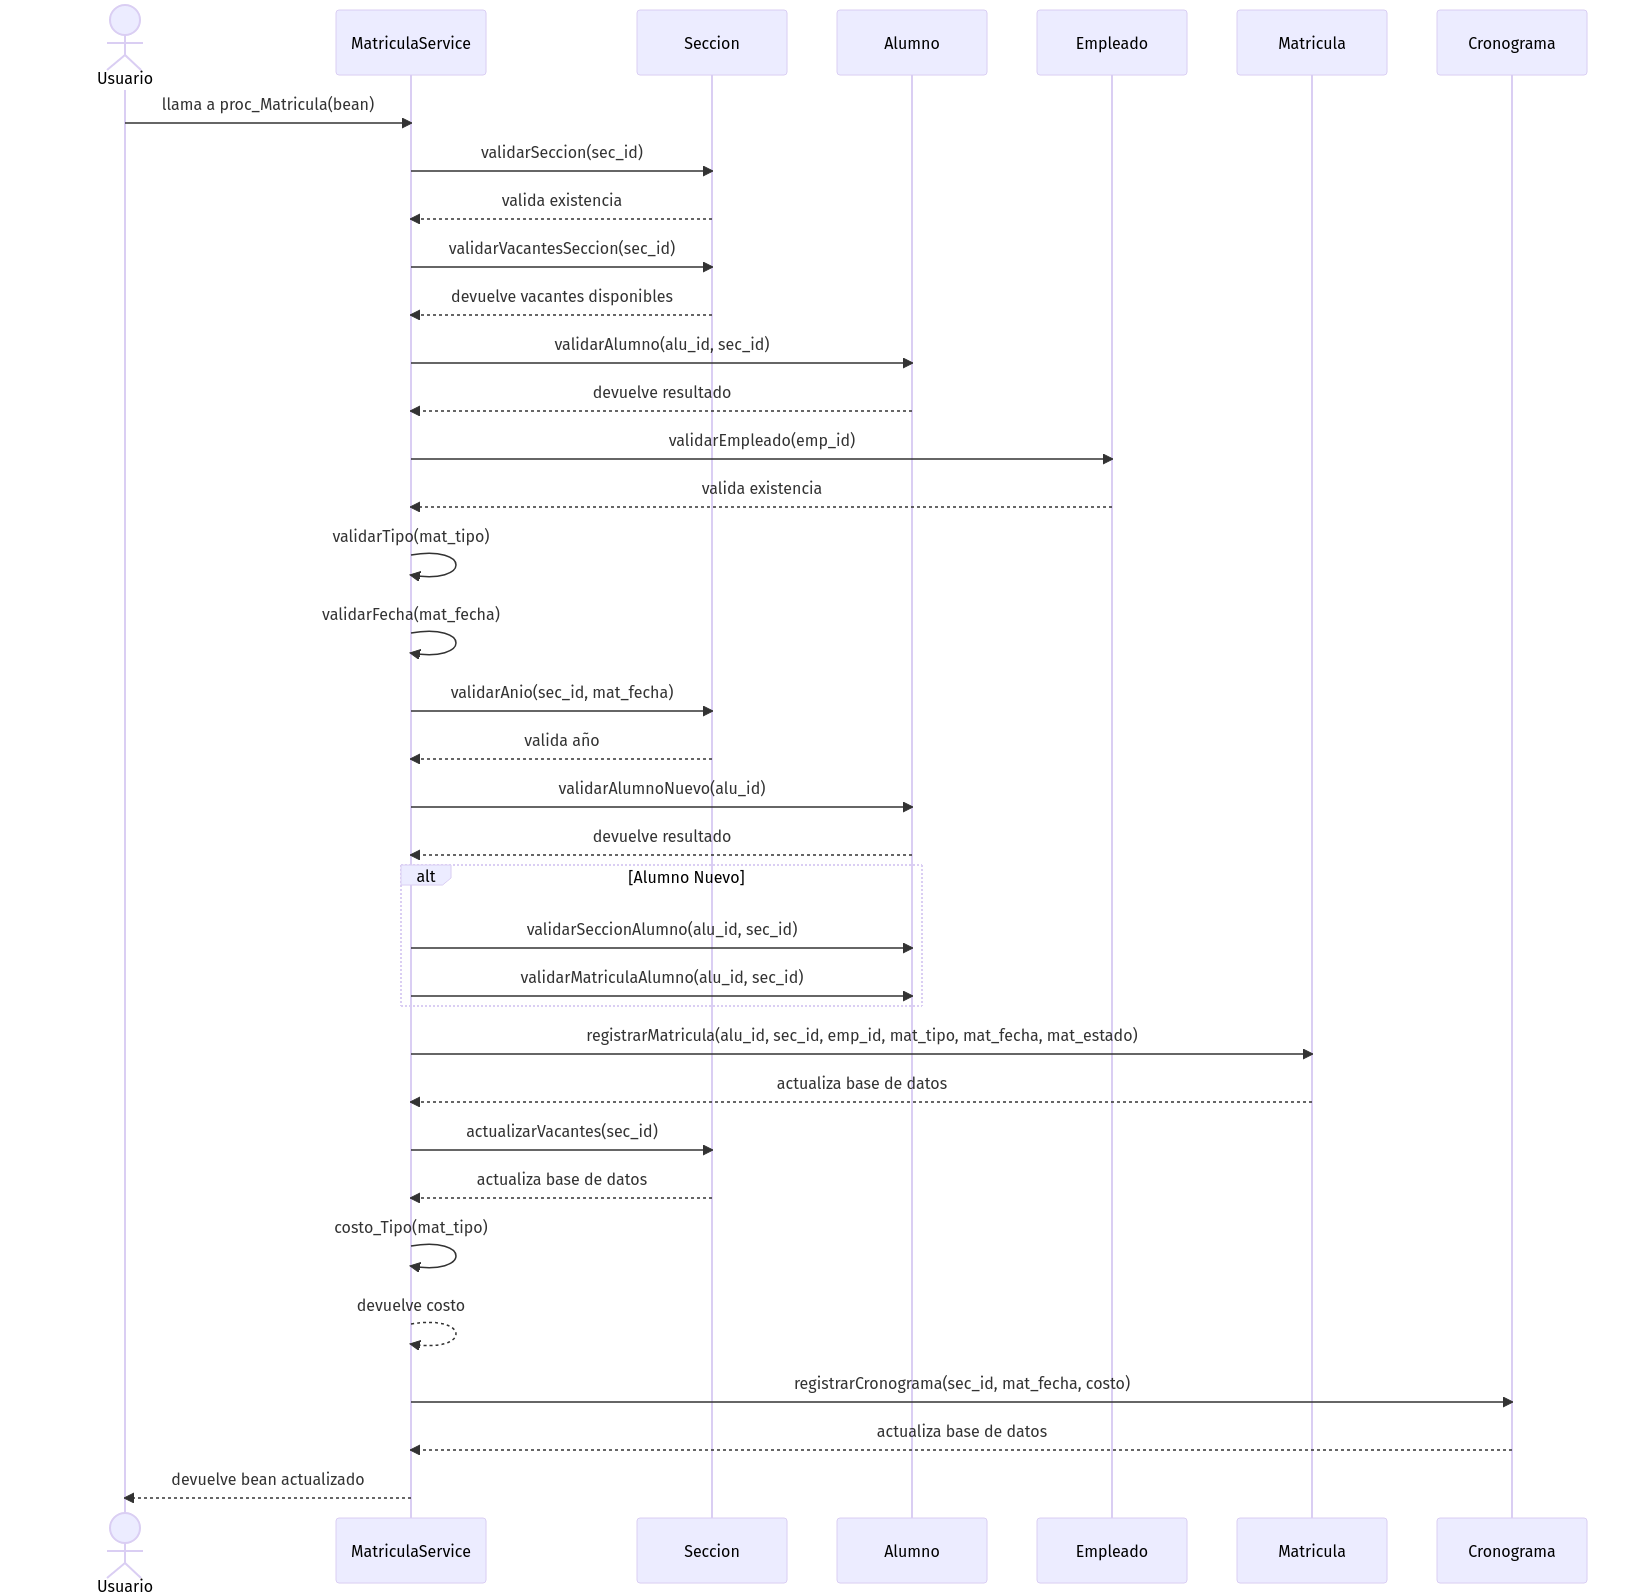 Usuario
MatriculaService
Seccion
Alumno
Empleado
Matricula
Cronograma
llama a proc_Matricula(bean)
validarSeccion(sec_id)
valida existencia
validarVacantesSeccion(sec_id)
devuelve vacantes disponibles
validarAlumno(alu_id, sec_id)
devuelve resultado
validarEmpleado(emp_id)
valida existencia
validarTipo(mat_tipo)
validarFecha(mat_fecha)
validarAnio(sec_id, mat_fecha)
valida año
validarAlumnoNuevo(alu_id)
devuelve resultado
alt
[Alumno Nuevo]
validarSeccionAlumno(alu_id, sec_id)
validarMatriculaAlumno(alu_id, sec_id)
registrarMatricula(alu_id, sec_id, emp_id, mat_tipo, mat_fecha, mat_estado)
actualiza base de datos
actualizarVacantes(sec_id)
actualiza base de datos
costo_Tipo(mat_tipo)
devuelve costo
registrarCronograma(sec_id, mat_fecha, costo)
actualiza base de datos
devuelve bean actualizado
Usuario
MatriculaService
Seccion
Alumno
Empleado
Matricula
Cronograma